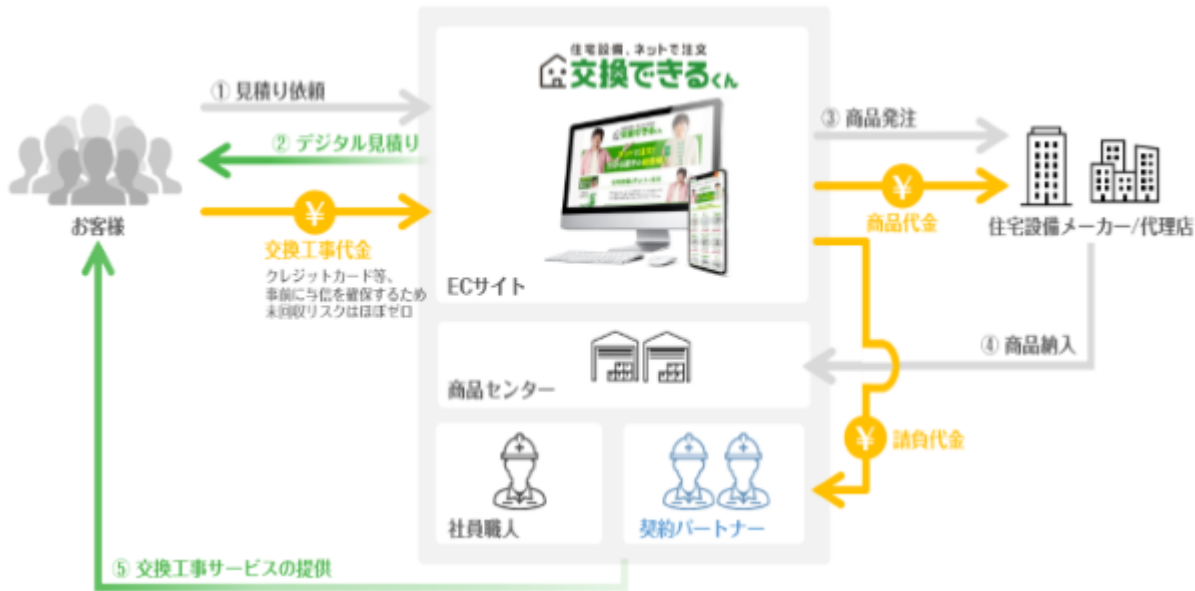 住宅設備、ネットで注文
交換できるくん
① 見積り依頼
② デジタル見積り
③ 商品発注
お客様
¥
交換工事代金
クレジットカード等、
事前に与信を確保するため
未回収リスクはほぼゼロ
¥
商品代金
住宅設備メーカー/代理店
ECサイト
④ 商品納入
商品センター
¥
請負代金
社員職人
契約パートナー
⑤ 交換工事サービスの提供